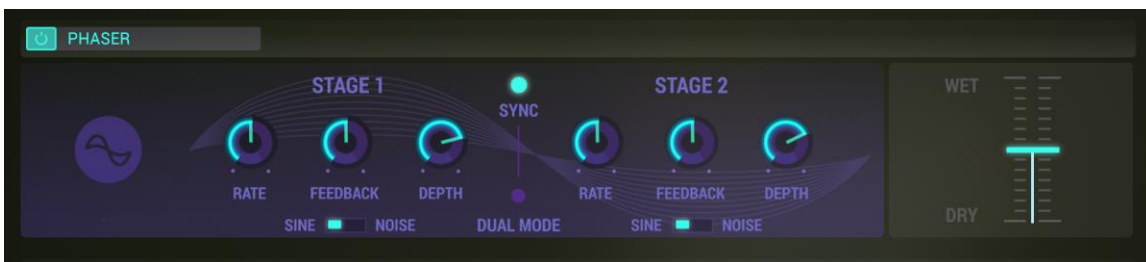 PHASER
STAGE 1
SYNC
STAGE 2
WET
RATE FEEDBACK DEPTH
RATE FEEDBACK DEPTH
SINE NOISE
DUAL MODE
SINE NOISE
DRY